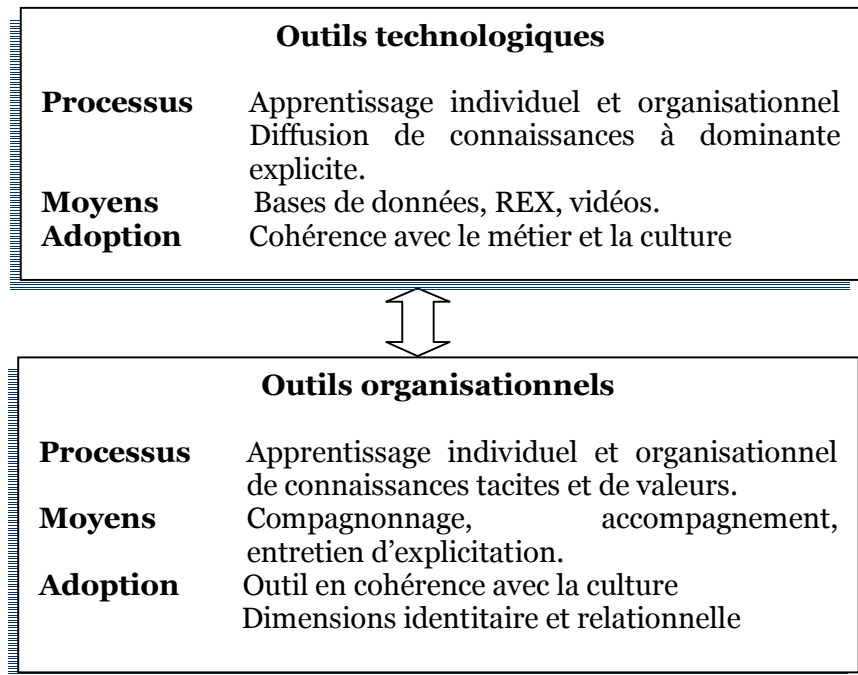 Outils technologiques
Processus Apprentissage individuel et organisationnel
Diffusion de connaissances à dominante
explicite.
Moyens Bases de données, REX, vidéos.
Adoption Cohérence avec le métier et la culture
Outils organisationnels
Processus Apprentissage individuel et organisationnel
de connaissances tacites et de valeurs.
Moyens Compagnonnage, accompagnement,
entretien d’explicitation.
Adoption Outil en cohérence avec la culture
Dimensions identitaire et relationnelle